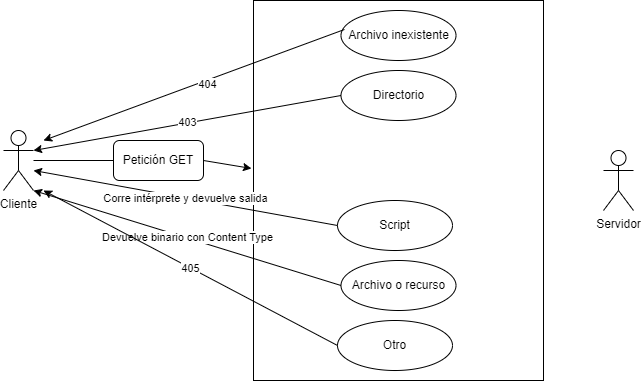 Archivo inexistente
404
Directorio
403
Petición GET
Cliente
Corre intérprete y devuelve salida
Script
Servidor
Devuelve binario con Content Type
405
Archivo o recurso
Otro